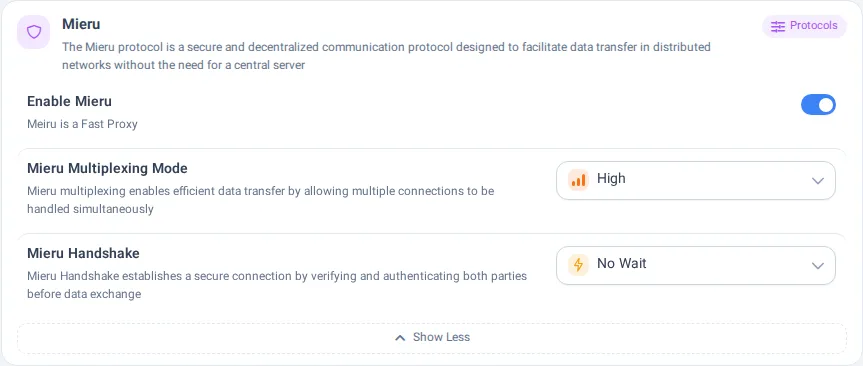 Mieru
Protocols
The Mieru protocol is a secure and decentralized communication protocol designed to facilitate data transfer in distributed
networks without the need for a central server
Enable Mieru
Meiru is a Fast Proxy
Mieru Multiplexing Mode
Mieru multiplexing enables efficient data transfer by allowing multiple connections to be
handled simultaneously
High
Mieru Handshake
Mieru Handshake establishes a secure connection by verifying and authenticating both parties
before data exchange
No Wait
Show Less